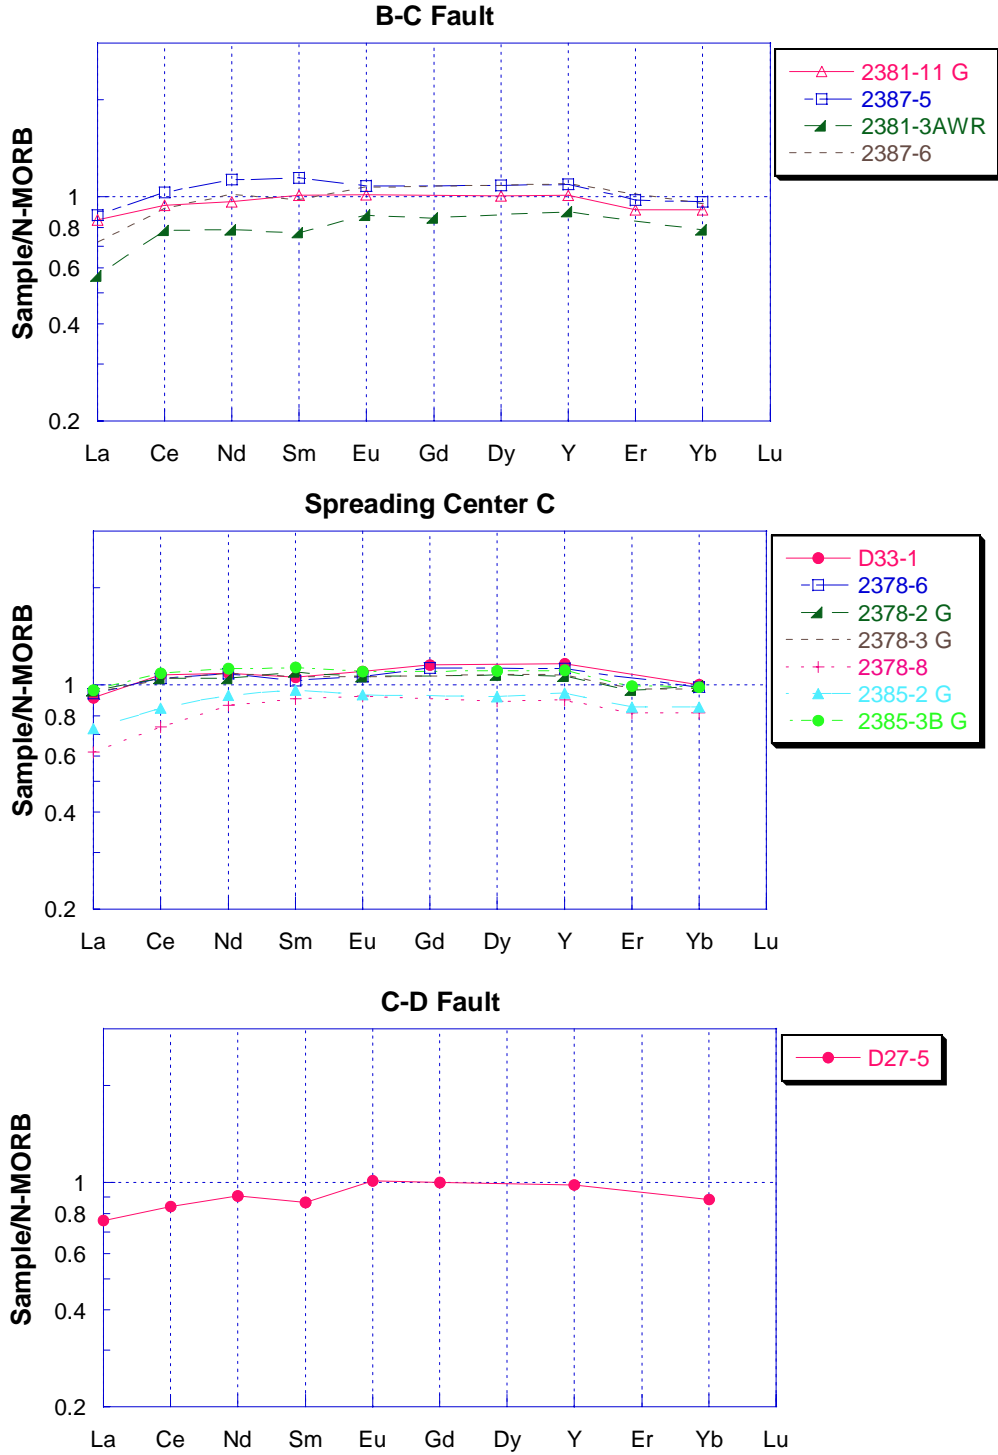 B-C Fault
Sample/N-MORB
1
0.8
0.6
0.4
0.2
La Ce Nd Sm Eu Gd Dy Y Er Yb Lu
2381-11 G
2387-5
2381-3AWR
2387-6
Spreading Center C
Sample/N-MORB
1
0.8
0.6
0.4
0.2
La Ce Nd Sm Eu Gd Dy Y Er Yb Lu
D33-1
2378-6
2378-2 G
2378-3 G
2378-8
2385-2 G
2385-3B G
C-D Fault
Sample/N-MORB
1
0.8
0.6
0.4
0.2
La Ce Nd Sm Eu Gd Dy Y Er Yb Lu
D27-5